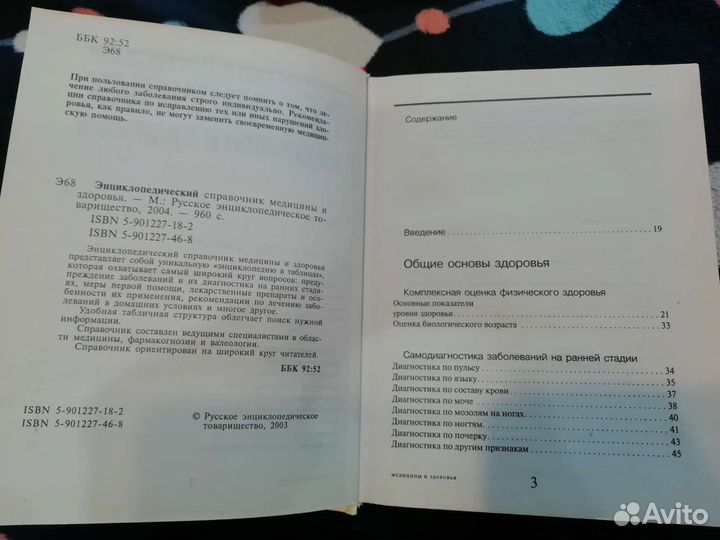 ББК 92:52
Э68
При пользовании справочником следует помнить о том, что ле-
чение любого заболевания строго индивидуально. Рекоменда-
ции справочника по исправлению тех или иных нарушений здо-
ровья, как правило, не могут заменить своевременную медицин-
скую помощь.
Э68 Энциклопедический справочник медицины и
здоровья. — М.: Русское энциклопедическое то-
варищество, 2004. — 960 с.
ISBN 5-901227-18-2
ISBN 5-901227-46-8
Энциклопедический справочник медицины и здоровья
представляет собой уникальную «энциклопедию в таблицах»,
которая охватывает самый широкий круг вопросов: преду-
преждение заболеваний и их диагностика на ранних стади-
ях, меры первой помощи, лекарственные препараты и осо-
бенности их применения, рекомендации по лечению забо-
леваний в домашних условиях и многое другое.
Удобная табличная структура облегчает поиск нужной
информации.
Справочник составлен ведущими специалистами в облас-
ти медицины, фармакогнозии и валеологии.
Справочник ориентирован на широкий круг читателей.
ББК 92:52
ISBN 5-901227-18-2
ISBN 5-901227-46-8
© Русское энциклопедическое
товарищество, 2003
Содержание
Введение 19
Общие основы здоровья
Комплексная оценка физического здоровья
Основные показатели
уровня здоровья 21
Оценка биологического возраста 33
Самодиагностика заболеваний на ранней стадии
Диагностика по пульсу 34
Диагностика по языку 35
Диагностика по составу крови 37
Диагностика по моче 38
Диагностика по мозолям на ногах 40
Диагностика по ногтям 41
Диагностика по почерку 43
Диагностика по другим признакам 45
МЕДИЦИНЫ И ЗДОРОВЬЯ 3
Avito